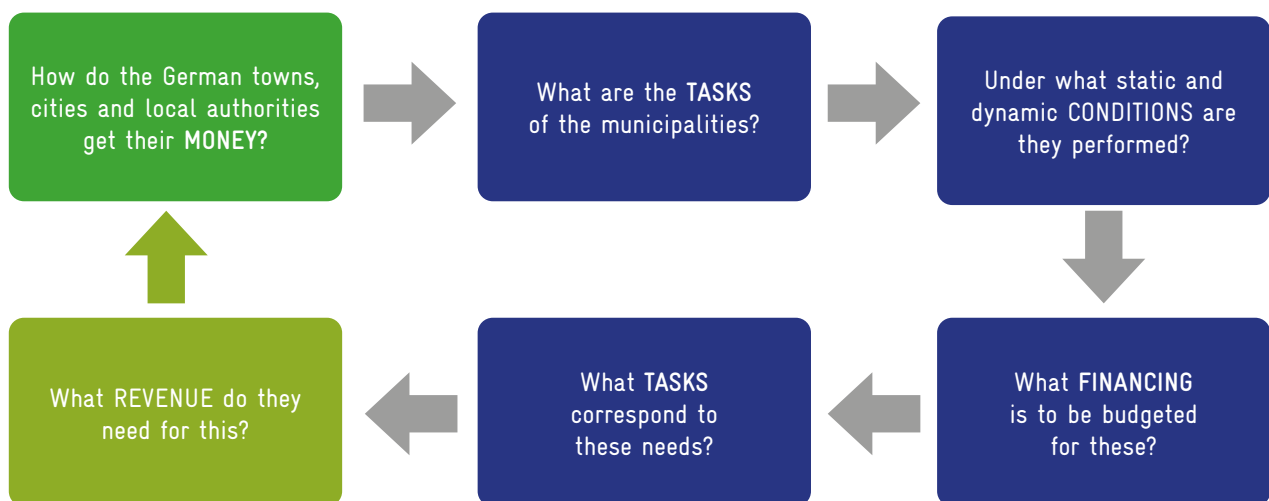 How do the German towns,
cities and local authorities
get their MONEY?
What are the TASKS
of the municipalities?
Under what static and
dynamic CONDITIONS are
they performed?
What FINANCING
is to be budgeted
for these?
What TASKS
correspond to
these needs?
What REVENUE do they
need for this?